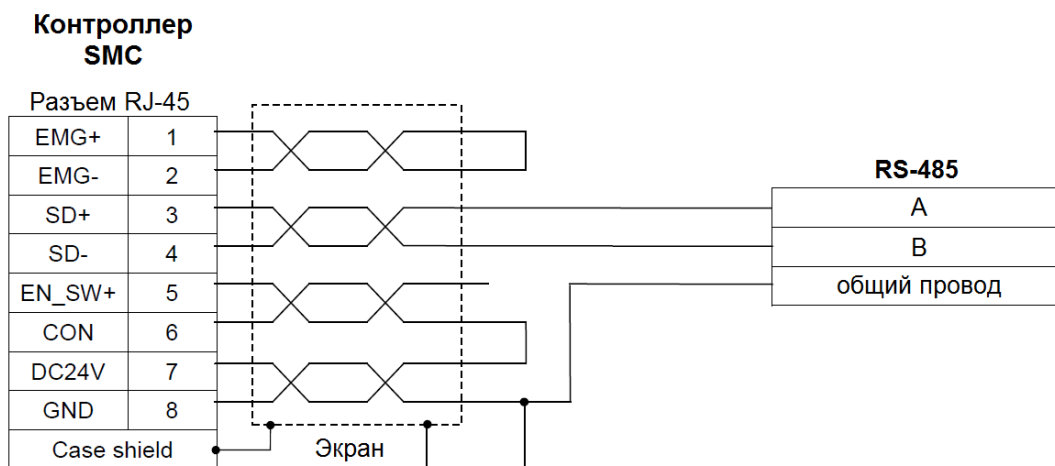 Контроллер
SMC
Разъем RJ-45
EMG+ 1
EMG- 2
SD+ 3
SD- 4
EN_SW+ 5
CON 6
DC24V 7
GND 8
Case shield
Экран
RS-485
A
B
общий провод